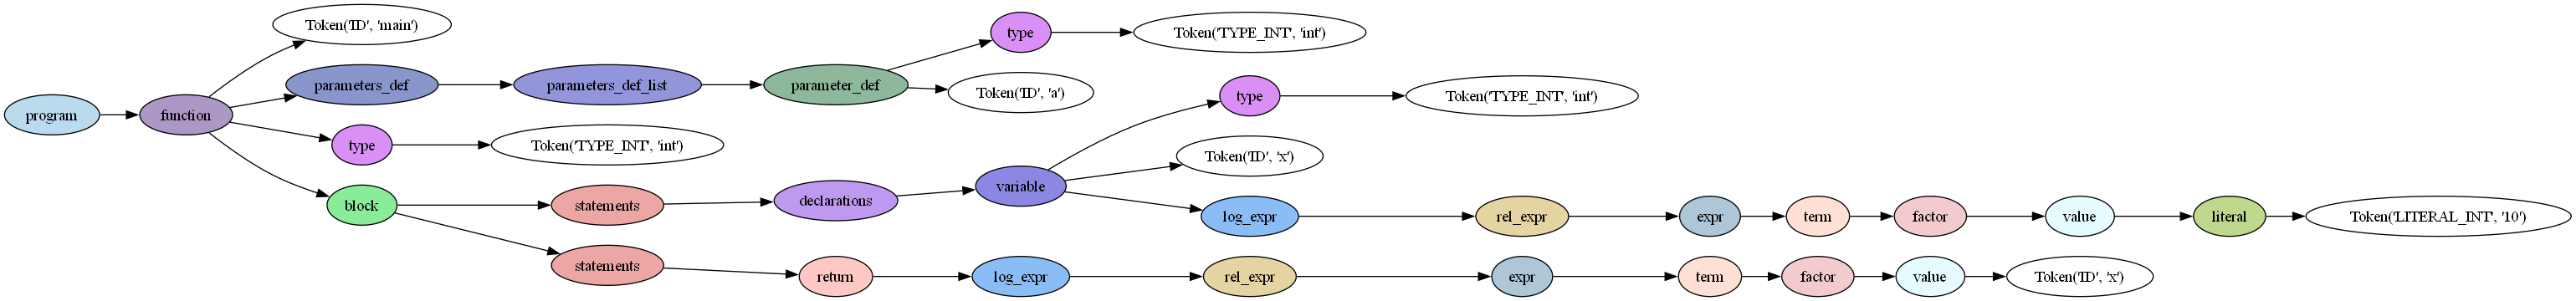 program
function
Token('ID', 'main')
parameters_def
parameters_def_list
parameter_def
type
Token('TYPE_INT', 'int')
Token('ID', 'a')
type
Token('TYPE_INT', 'int')
block
statements
declarations
variable
type
Token('TYPE_INT', 'int')
Token('ID', 'x')
log_expr
rel_expr
expr
term
factor
value
literal
Token('LITERAL_INT', '10')
statements
return
log_expr
rel_expr
expr
term
factor
value
Token('ID', 'x')